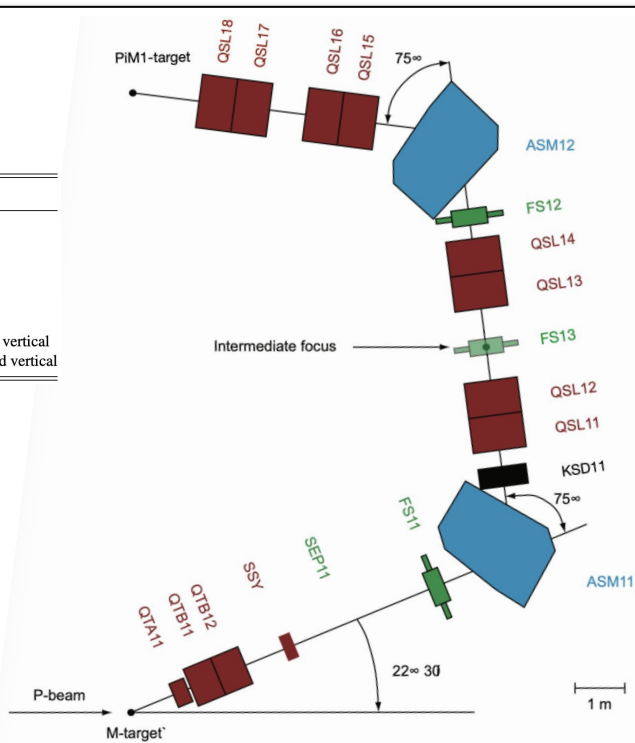 QSL18
QSL17
QSL16
QSL15
PiM1-target
75∞
ASM12
FS12
QSL14
QSL13
vertical
d vertical
Intermediate focus
FS13
QSL12
QSL11
KSD11
75∞
FS11
SEP11
SSY
QTB12
QTB11
QTA11
ASM11
22∞ 30
P-beam
M-target`
1 m